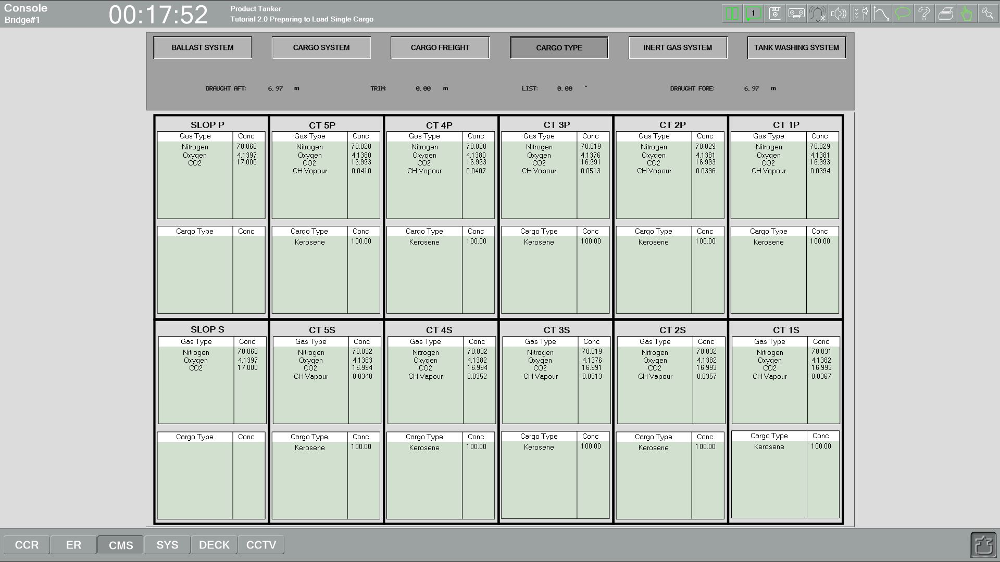 Console
Bridge#1
00:17:52
Product Tanker
Tutorial 2.0 Preparing to Load Single Cargo
1
BALLAST SYSTEM CARGO SYSTEM CARGO FREIGHT CARGO TYPE INERT GAS SYSTEM TANK WASHING SYSTEM
DRAUGHT AFT: 6.97 m TRIM: 0.00 m LIST: 0.00 ° DRAUGHT FORE: 6.97 m
SLOP P CT 5P CT 4P CT 3P CT 2P CT 1P
Gas Type Conc Gas Type Conc Gas Type Conc Gas Type Conc Gas Type Conc Gas Type Conc
Nitrogen 78.860 Nitrogen 78.828 Nitrogen 78.828 Nitrogen 78.819 Nitrogen 78.829 Nitrogen 78.829
Oxygen 4.1397 Oxygen 4.1380 Oxygen 4.1380 Oxygen 4.1376 Oxygen 4.1381 Oxygen 4.1381
CO2 17.000 CO2 16.993 CO2 16.993 CO2 16.991 CO2 16.993 CO2 16.993
CH Vapour 0.0410 CH Vapour 0.0407 CH Vapour 0.0513 CH Vapour 0.0396 CH Vapour 0.0394
Cargo Type Conc Cargo Type Conc Cargo Type Conc Cargo Type Conc Cargo Type Conc Cargo Type Conc
Kerosene 100.00 Kerosene 100.00 Kerosene 100.00 Kerosene 100.00 Kerosene 100.00
SLOP S CT 5S CT 4S CT 3S CT 2S CT 1S
Gas Type Conc Gas Type Conc Gas Type Conc Gas Type Conc Gas Type Conc Gas Type Conc
Nitrogen 78.860 Nitrogen 78.832 Nitrogen 78.832 Nitrogen 78.819 Nitrogen 78.832 Nitrogen 78.831
Oxygen 4.1397 Oxygen 4.1383 Oxygen 4.1382 Oxygen 4.1376 Oxygen 4.1382 Oxygen 4.1382
CO2 17.000 CO2 16.994 CO2 16.994 CO2 16.991 CO2 16.993 CO2 16.993
CH Vapour 0.0348 CH Vapour 0.0352 CH Vapour 0.0513 CH Vapour 0.0357 CH Vapour 0.0367
Cargo Type Conc Cargo Type Conc Cargo Type Conc Cargo Type Conc Cargo Type Conc Cargo Type Conc
Kerosene 100.00 Kerosene 100.00 Kerosene 100.00 Kerosene 100.00 Kerosene 100.00
CCR ER CMS SYS DECK CCTV